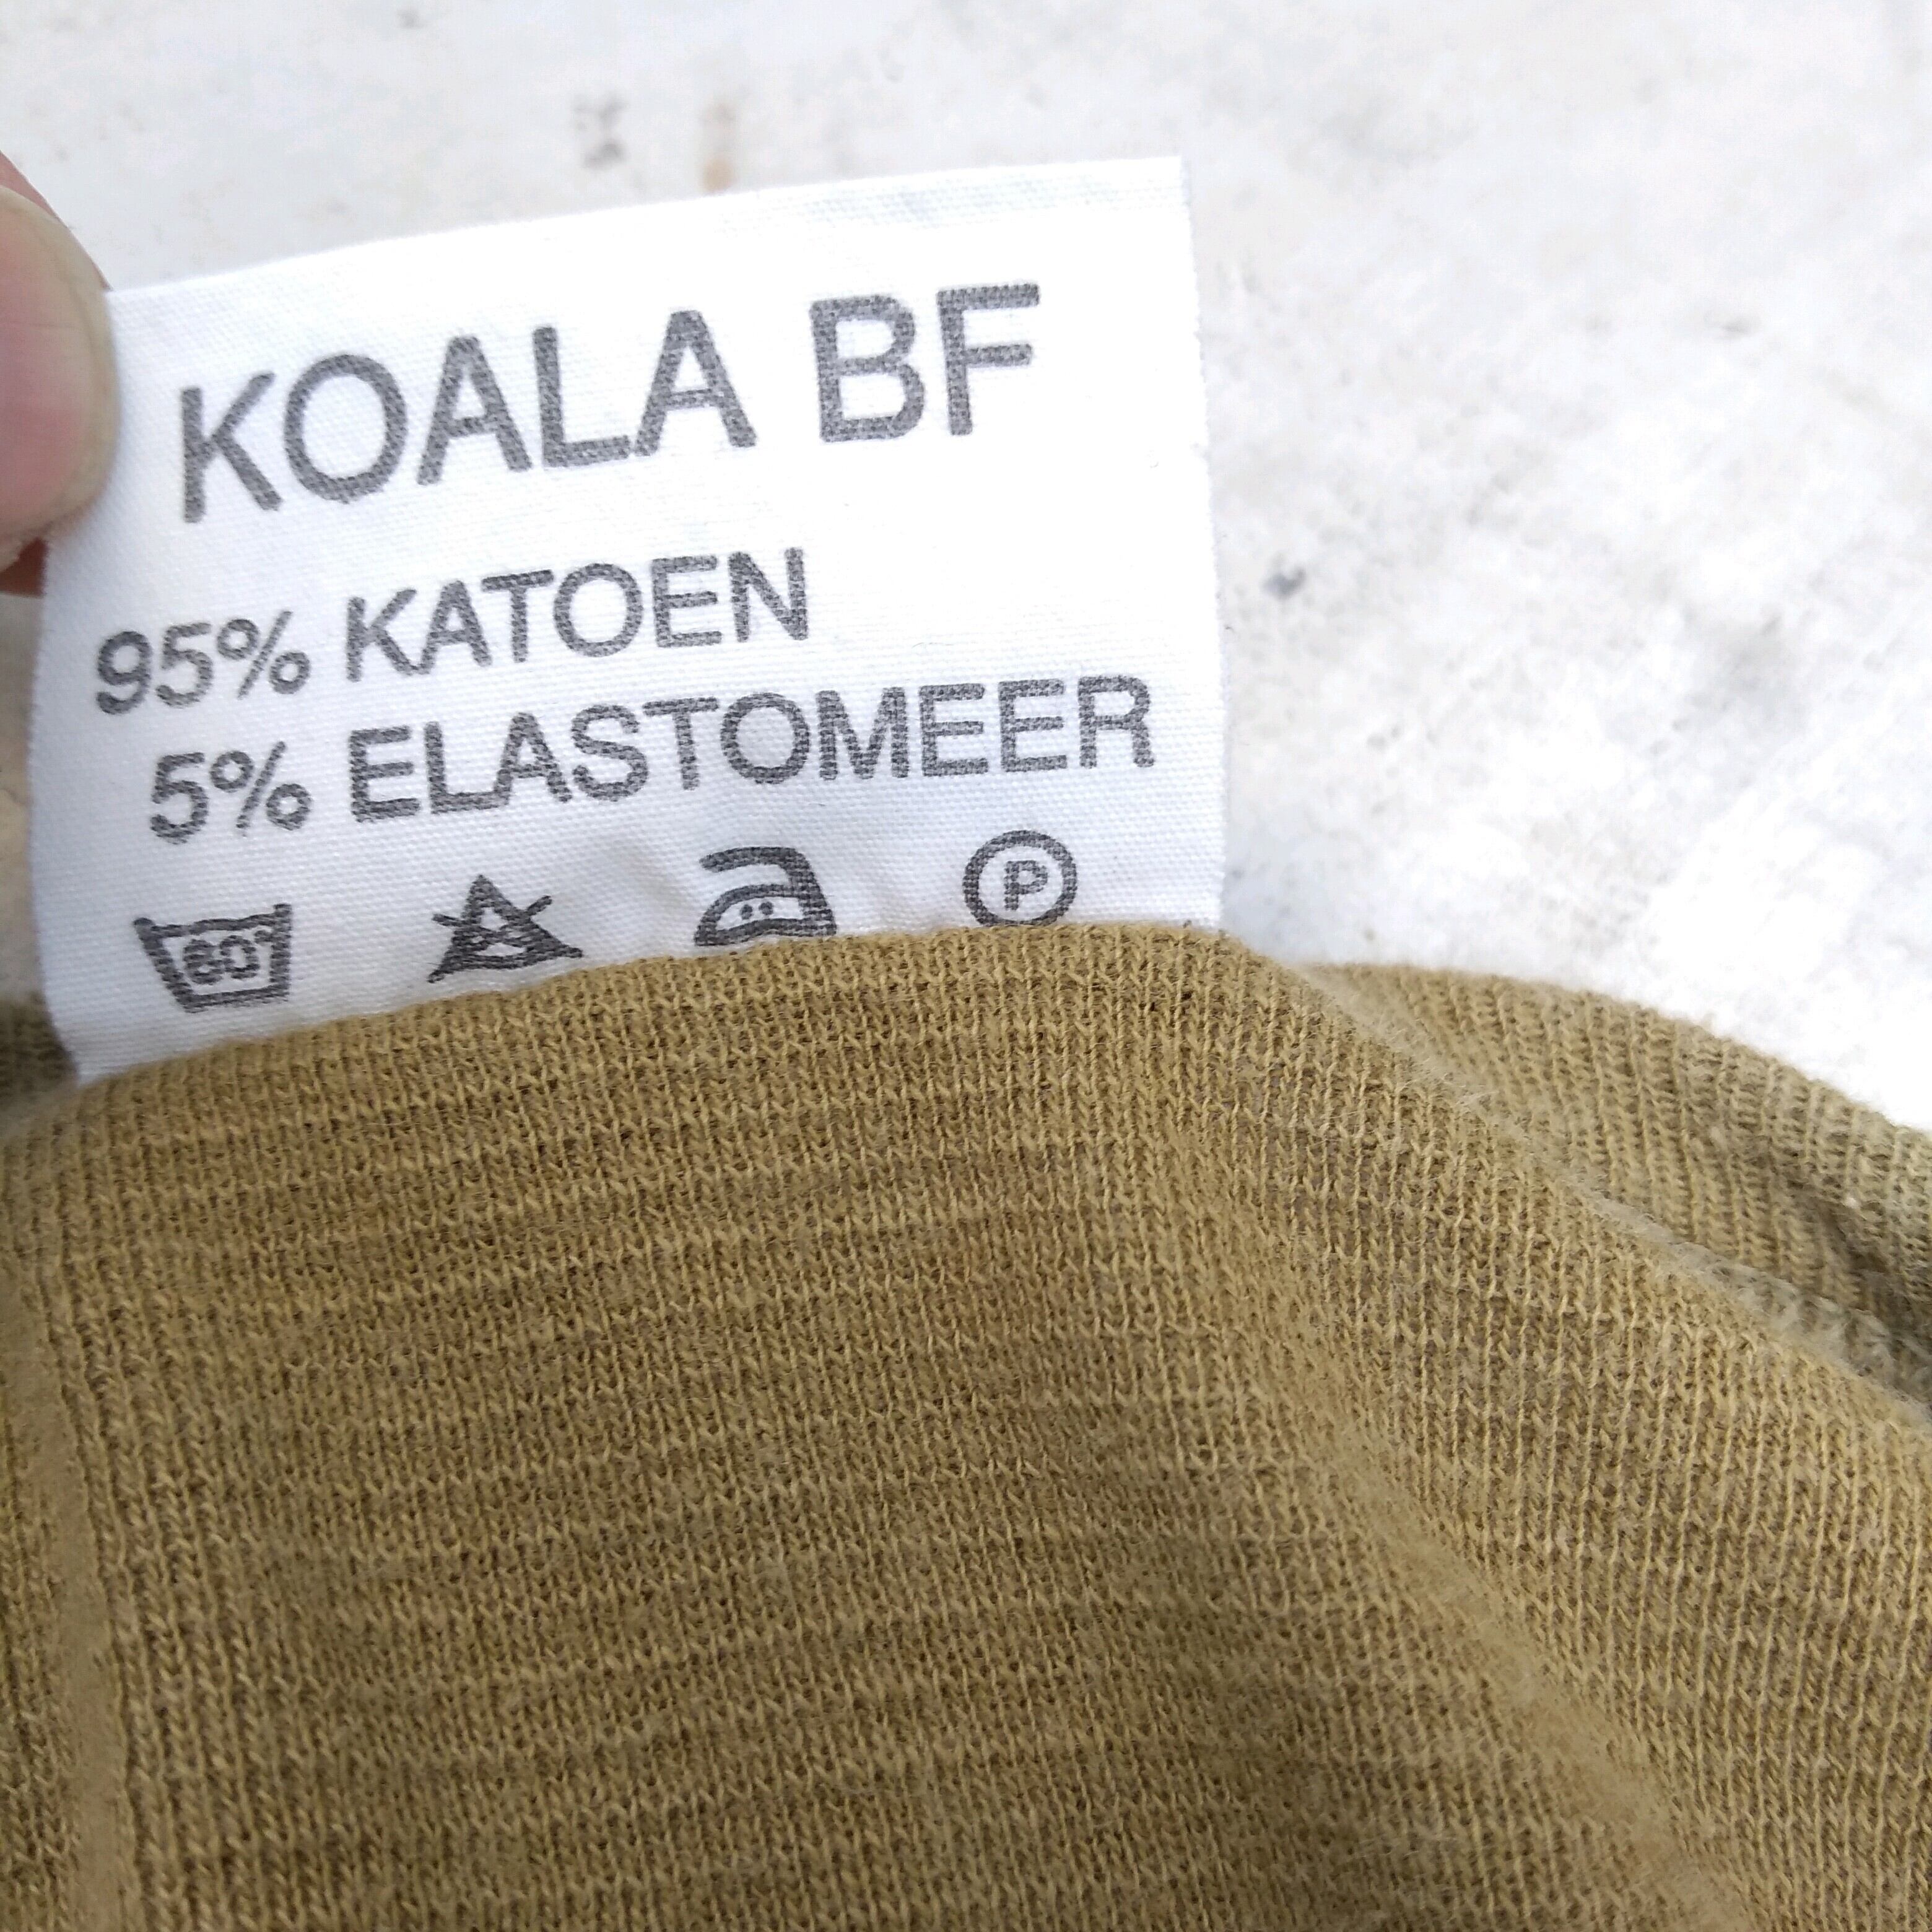 KOALA BF
95% KATOEN
5% ELASTOMEER
60° P